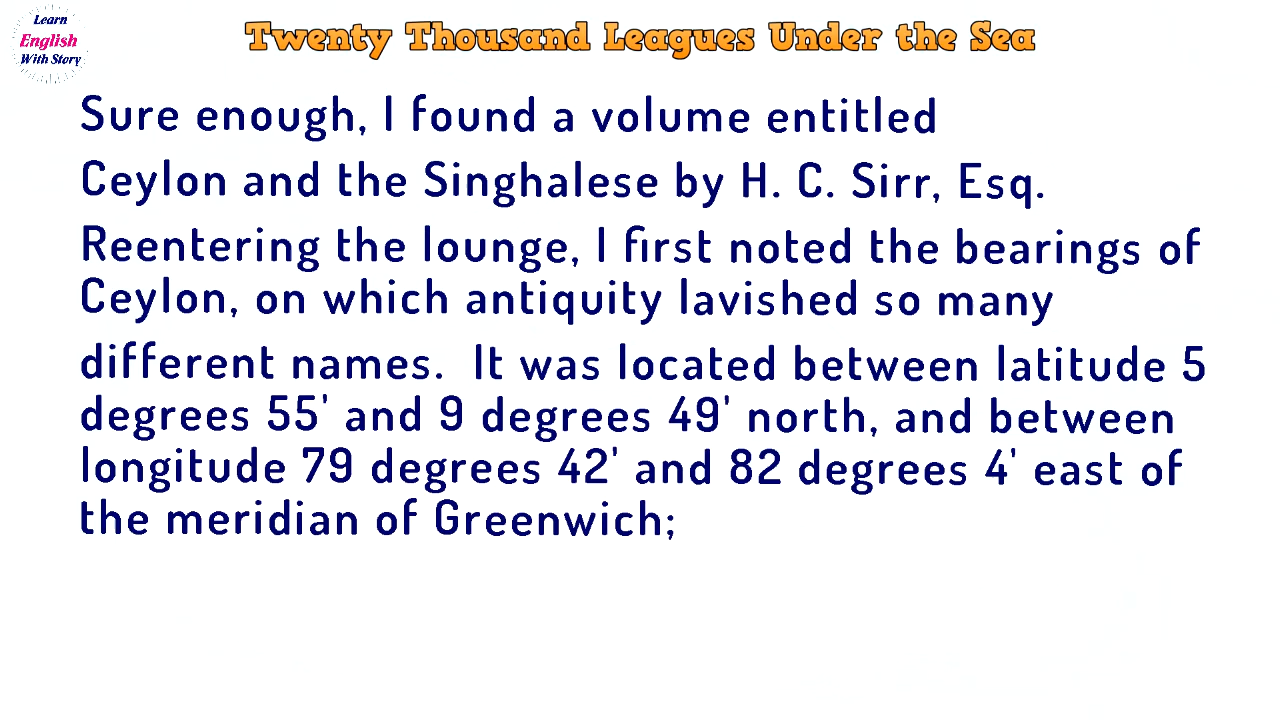 Learn
English
With Story
Twenty Thousand Leagues Under the Sea
Sure enough, I found a volume entitled
Ceylon and the Singhalese by H. C. Sirr, Esq.
Reentering the lounge, I first noted the bearings of
Ceylon, on which antiquity lavished so many
different names.  It was located between latitude 5
degrees 55' and 9 degrees 49' north, and between
longitude 79 degrees 42' and 82 degrees 4' east of
the meridian of Greenwich;